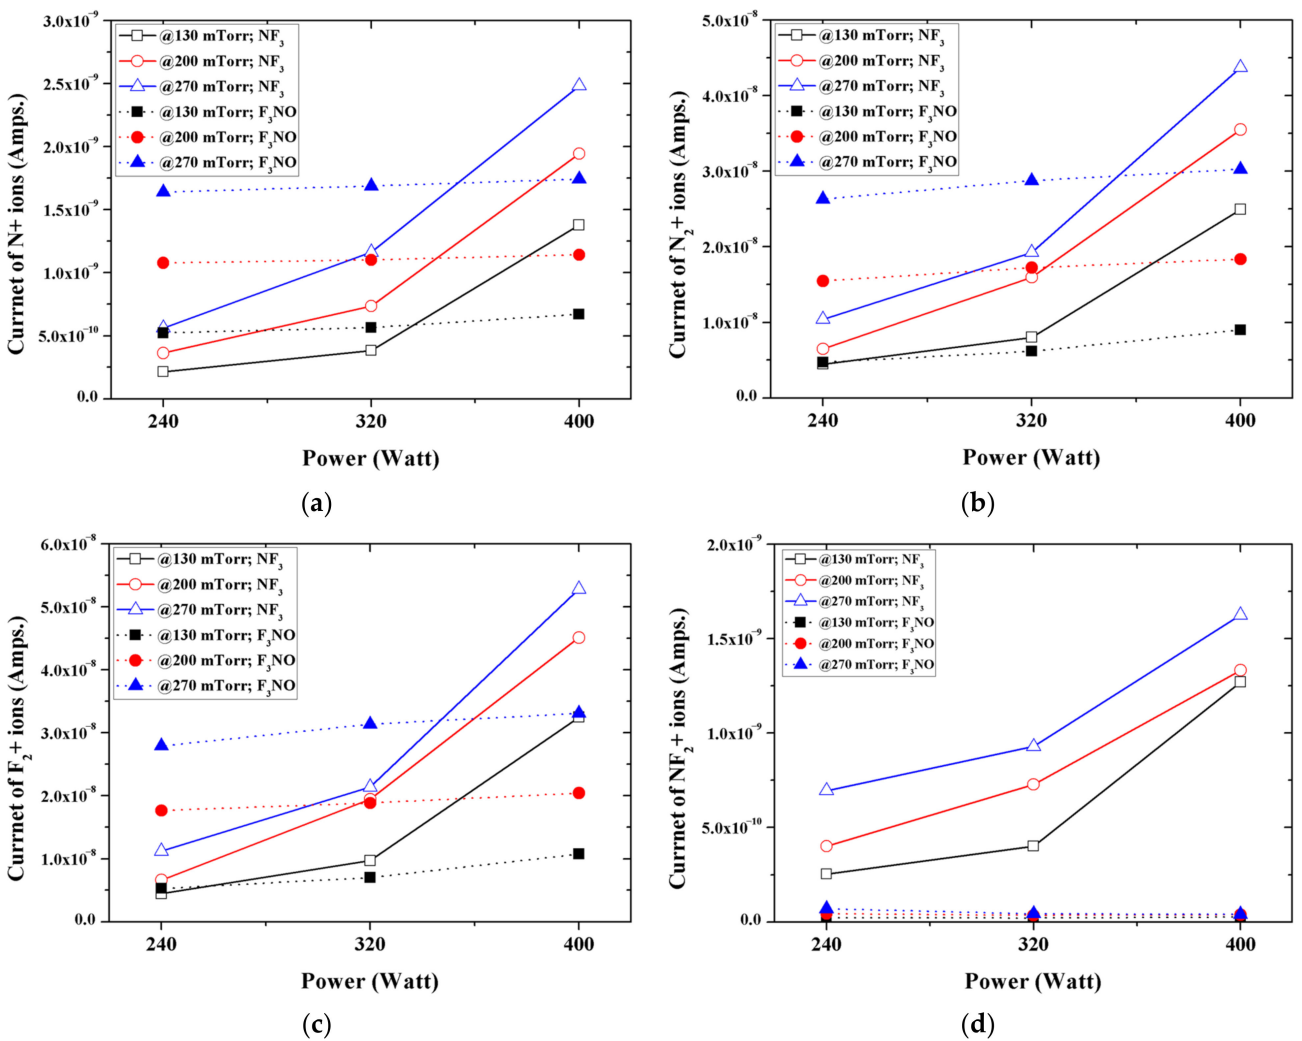 3.0x10⁻⁹
2.5x10⁻⁹
2.0x10⁻⁹
1.5x10⁻⁹
1.0x10⁻⁹
5.0x10⁻¹⁰
0.0
Currnet of N+ ions (Amps.)
@130 mTorr; NF₃
@200 mTorr; NF₃
@270 mTorr; NF₃
@130 mTorr; F₃NO
@200 mTorr; F₃NO
@270 mTorr; F₃NO
240 320 400
Power (Watt)
(a)
5.0x10⁻⁸
4.0x10⁻⁸
3.0x10⁻⁸
2.0x10⁻⁸
1.0x10⁻⁸
0.0
Currnet of N₂+ ions (Amps.)
@130 mTorr; NF₃
@200 mTorr; NF₃
@270 mTorr; NF₃
@130 mTorr; F₃NO
@200 mTorr; F₃NO
@270 mTorr; F₃NO
240 320 400
Power (Watt)
(b)
6.0x10⁻⁸
5.0x10⁻⁸
4.0x10⁻⁸
3.0x10⁻⁸
2.0x10⁻⁸
1.0x10⁻⁸
0.0
Currnet of F₂+ ions (Amps.)
@130 mTorr; NF₃
@200 mTorr; NF₃
@270 mTorr; NF₃
@130 mTorr; F₃NO
@200 mTorr; F₃NO
@270 mTorr; F₃NO
240 320 400
Power (Watt)
(c)
2.0x10⁻⁹
1.5x10⁻⁹
1.0x10⁻⁹
5.0x10⁻¹⁰
0.0
Currnet of NF₂+ ions (Amps.)
@130 mTorr; NF₃
@200 mTorr; NF₃
@270 mTorr; NF₃
@130 mTorr; F₃NO
@200 mTorr; F₃NO
@270 mTorr; F₃NO
240 320 400
Power (Watt)
(d)